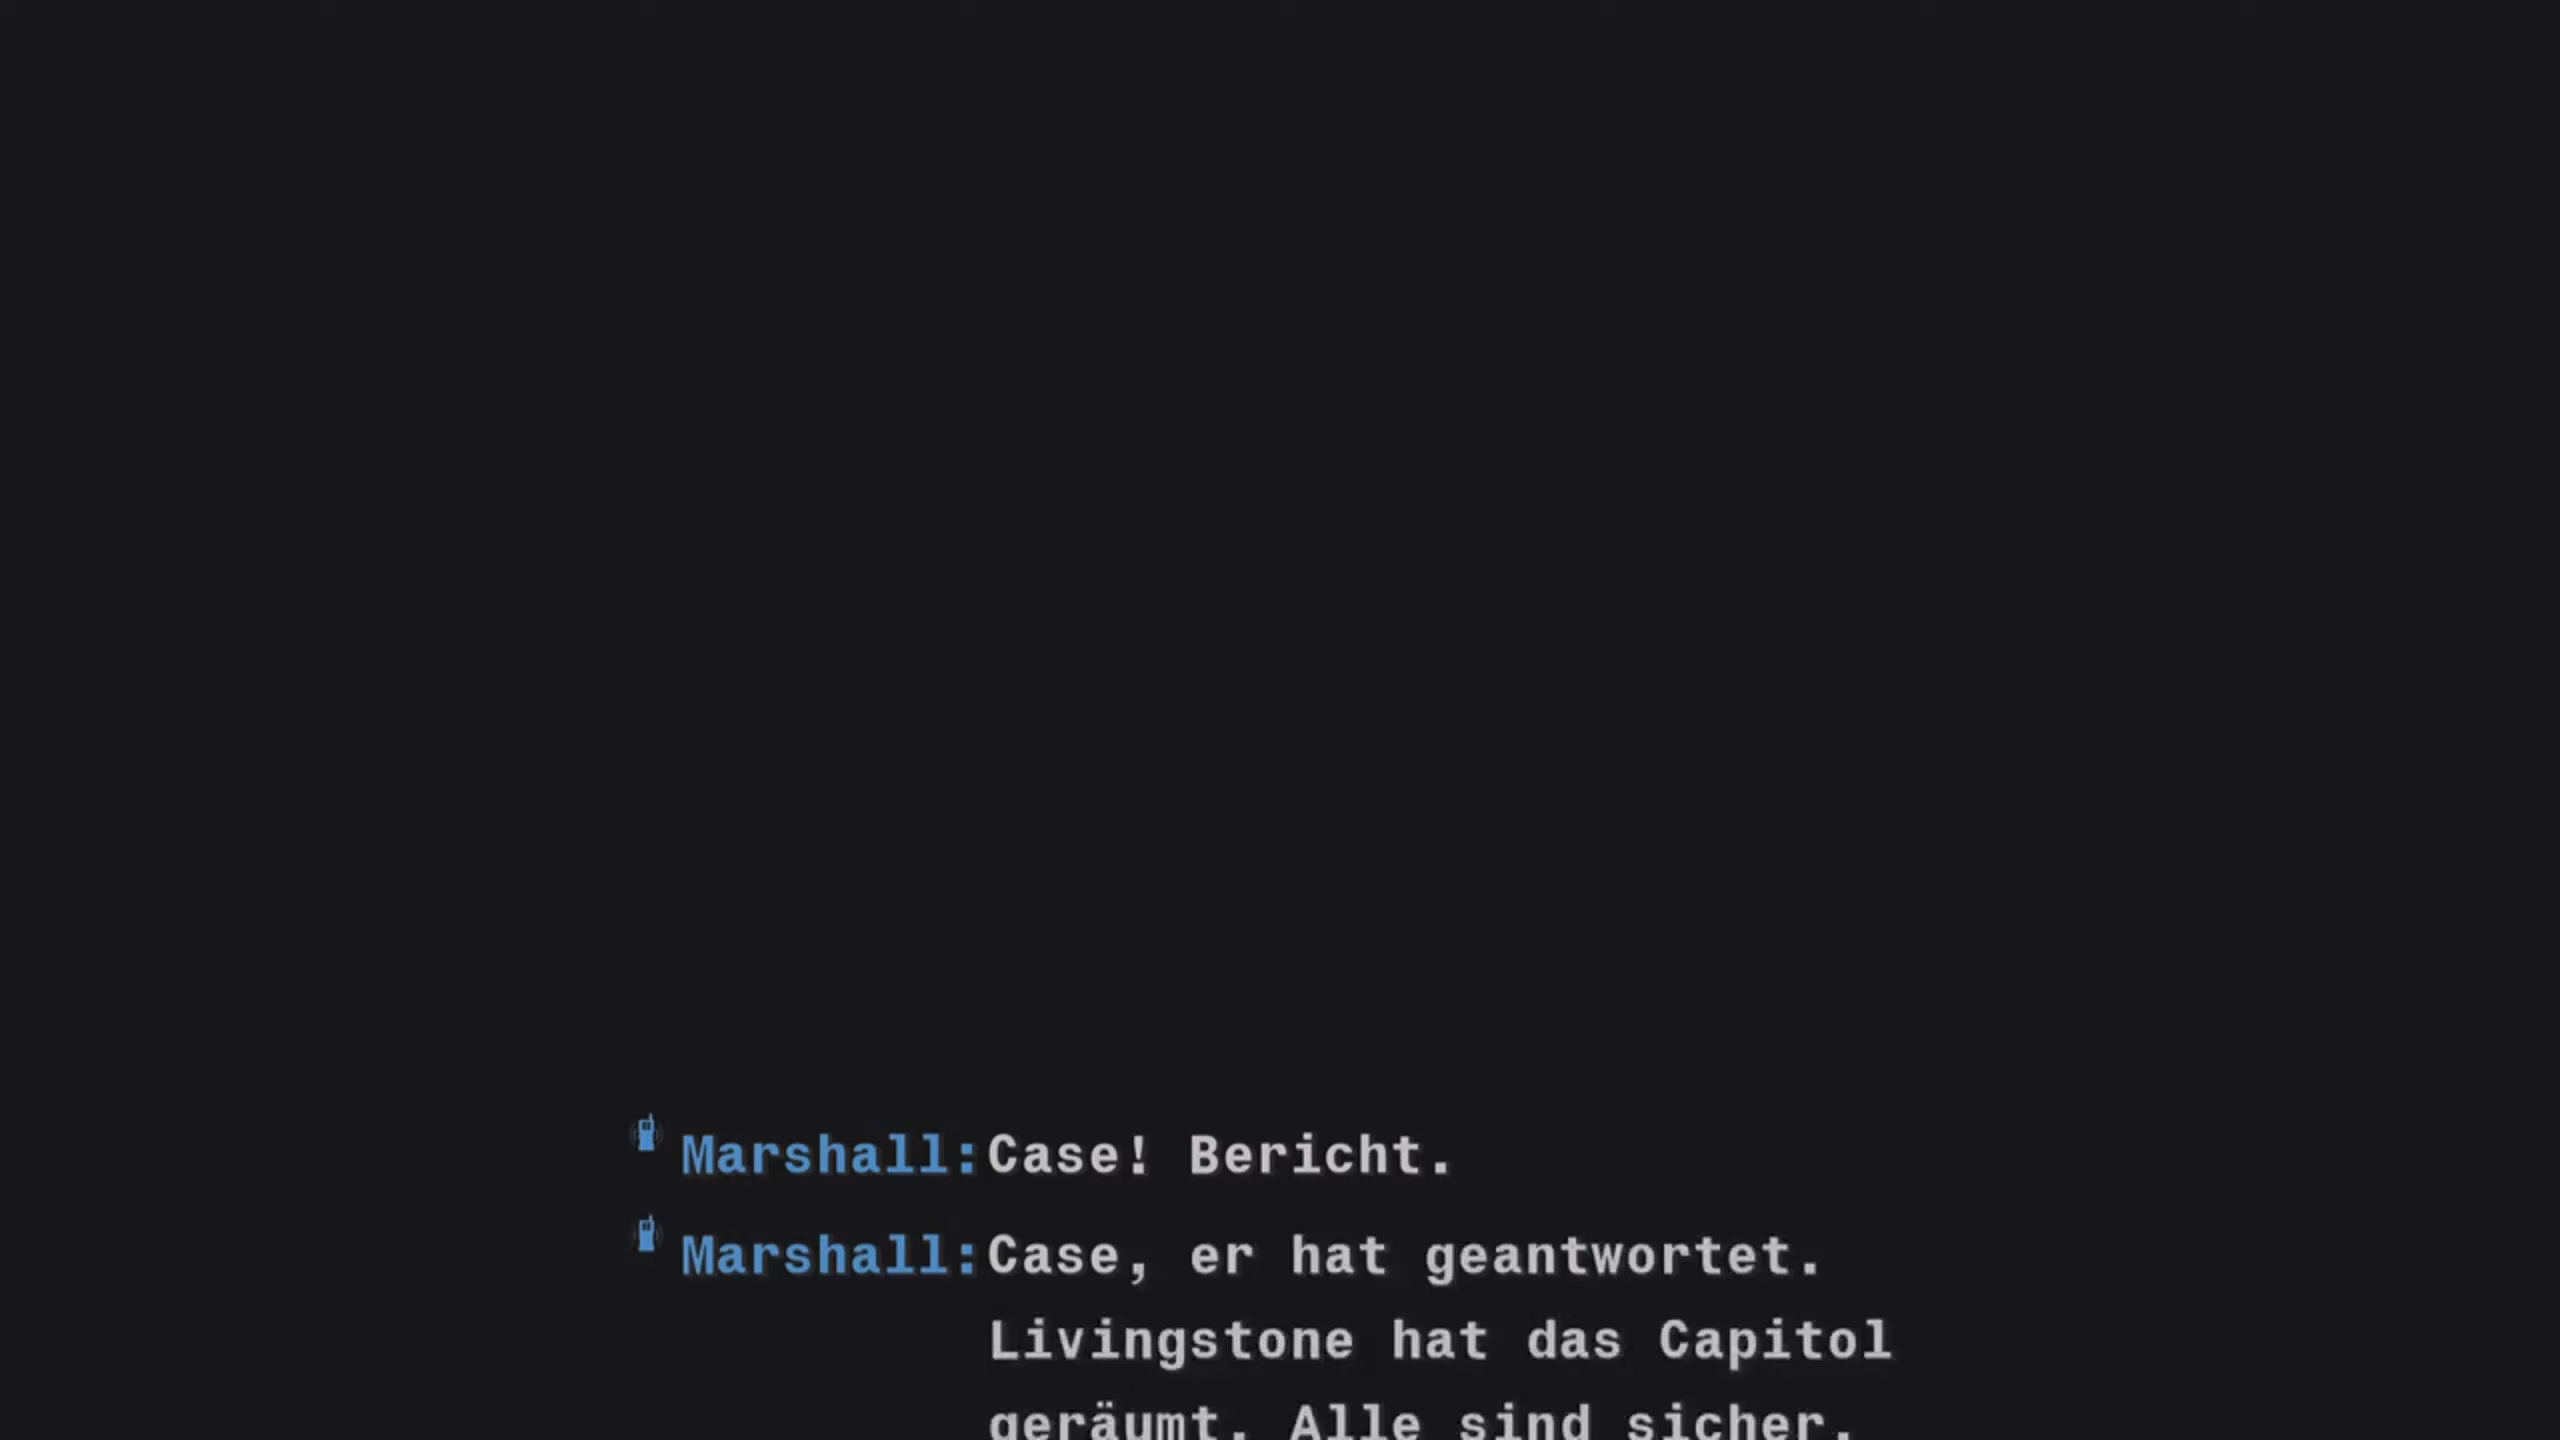 Marshall: Case! Bericht.
Marshall: Case, er hat geantwortet.
Livingstone hat das Capitol
geräumt. Alle sind sicher.